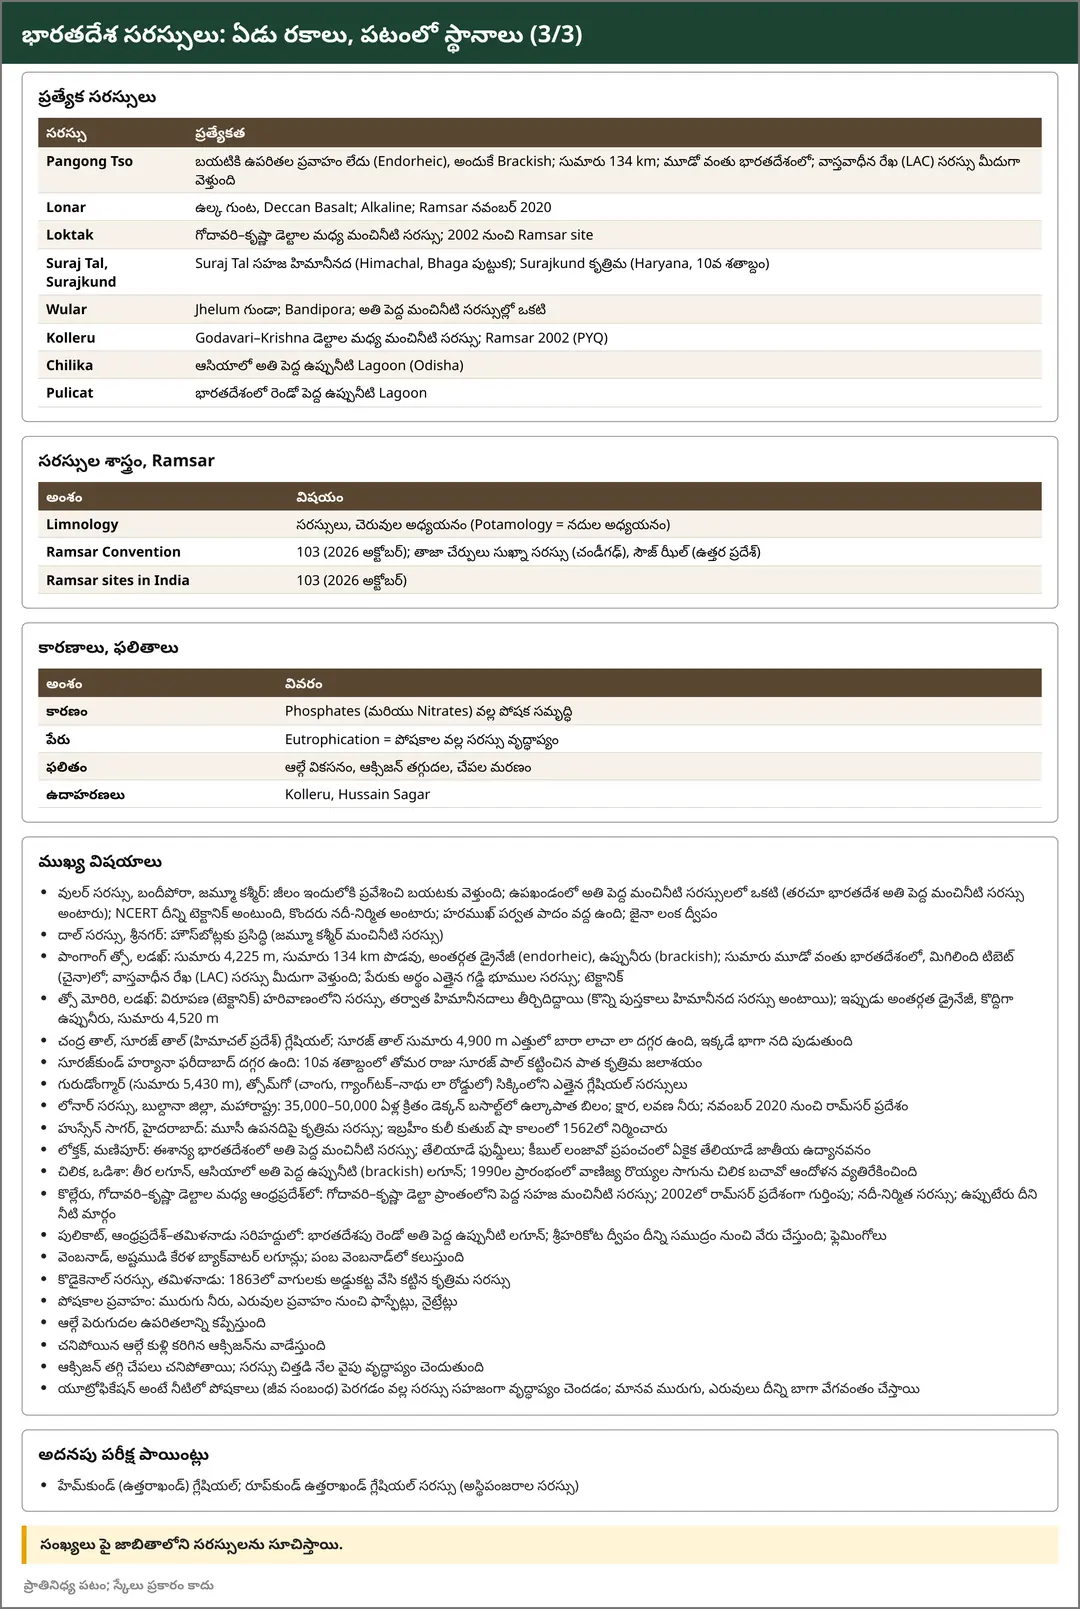 భారతదేశ సరస్సులు: ఏడు రకాలు, పటంలో స్థానాలు (3/3)
ప్రత్యేక సరస్సులు
సరస్సు ప్రత్యేకత
Pangong Tso బయటికి ఉపరితల ప్రవాహం లేదు (Endorheic), అందుకే Brackish; సుమారు 134 km; మూడో వంతు భారతదేశంలో; వాస్తవాధీన రేఖ (LAC) సరస్సు మీదుగా
వెళ్తుంది
Lonar ఉల్క గుంట, Deccan Basalt; Alkaline; Ramsar నవంబర్ 2020
Loktak గోదావరి–కృష్ణా డెల్టాల మధ్య మంచినీటి సరస్సు; 2002 నుంచి Ramsar site
Suraj Tal, Suraj Tal సహజ హిమానీనద (Himachal, Bhaga పుట్టుక); Surajkund కృత్రిమ (Haryana, 10వ శతాబ్దం)
Surajkund
Wular Jhelum గుండా; Bandipora; అతి పెద్ద మంచినీటి సరస్సుల్లో ఒకటి
Kolleru Godavari–Krishna డెల్టాల మధ్య మంచినీటి సరస్సు; Ramsar 2002 (PYQ)
Chilika ఆసియాలో అతి పెద్ద ఉప్పునీటి Lagoon (Odisha)
Pulicat భారతదేశంలో రెండో పెద్ద ఉప్పునీటి Lagoon
సరస్సుల శాస్త్రం, Ramsar
అంశం విషయం
Limnology సరస్సులు, చెరువుల అధ్యయనం (Potamology = నదుల అధ్యయనం)
Ramsar Convention 103 (2026 అక్టోబర్); తాజా చేర్పులు సుఖ్నా సరస్సు (చండీగఢ్), సౌజ్ ఝీల్ (ఉత్తర ప్రదేశ్)
Ramsar sites in India 103 (2026 అక్టోబర్)
కారణాలు, ఫలితాలు
అంశం వివరం
కారణం Phosphates (మరియు Nitrates) వల్ల పోషక సమృద్ధి
పేరు Eutrophication = పోషకాల వల్ల సరస్సు వృద్ధాప్యం
ఫలితం ఆల్గే వికసనం, ఆక్సిజన్ తగ్గుదల, చేపల మరణం
ఉదాహరణలు Kolleru, Hussain Sagar
ముఖ్య విషయాలు
• వులర్ సరస్సు, బందీపోరా, జమ్మూ కశ్మీర్: జీలం ఇందులోకి ప్రవేశించి బయటకు వెళ్తుంది; ఉపఖండంలో అతి పెద్ద మంచినీటి సరస్సులలో ఒకటి (తరచూ భారతదేశ అతి పెద్ద మంచినీటి సరస్సు
అంటారు); NCERT దీన్ని టెక్టానిక్ అంటుంది, కొందరు నదీ-నిర్మిత అంటారు; హరముఖ్ పర్వత పాదం వద్ద ఉంది; జైనా లంక ద్వీపం
• దాల్ సరస్సు, శ్రీనగర్: హౌస్‌బోట్లకు ప్రసిద్ధి (జమ్మూ కశ్మీర్ మంచినీటి సరస్సు)
• పాంగాంగ్ త్సో, లడఖ్: సుమారు 4,225 m, సుమారు 134 km పొడవు, అంతర్గత డ్రైనేజీ (endorheic), ఉప్పునీరు (brackish); సుమారు మూడో వంతు భారతదేశంలో, మిగిలింది టిబెట్
(చైనా)లో; వాస్తవాధీన రేఖ (LAC) సరస్సు మీదుగా వెళ్తుంది; పేరుకు అర్థం ఎత్తైన గడ్డి భూముల సరస్సు; టెక్టానిక్
• త్సో మోరిరి, లడఖ్: విరూపణ (టెక్టానిక్) హరివాణంలోని సరస్సు, తర్వాత హిమానీనదాలు తీర్చిదిద్దాయి (కొన్ని పుస్తకాలు హిమానీనద సరస్సు అంటాయి); ఇప్పుడు అంతర్గత డ్రైనేజీ, కొద్దిగా
ఉప్పునీరు, సుమారు 4,520 m
• చంద్ర తాల్, సూరజ్ తాల్ (హిమాచల్ ప్రదేశ్) గ్లేషియల్; సూరజ్ తాల్ సుమారు 4,900 m ఎత్తులో బారా లాచా లా దగ్గర ఉంది, ఇక్కడే భాగా నది పుడుతుంది
• సూరజ్‌కుండ్ హర్యానా ఫరీదాబాద్ దగ్గర ఉంది: 10వ శతాబ్దంలో తోమర రాజు సూరజ్ పాల్ కట్టించిన పాత కృత్రిమ జలాశయం
• గురుడోంగ్మార్ (సుమారు 5,430 m), త్సోమ్‌గో (చాంగు, గ్యాంగ్‌టక్–నాథు లా రోడ్డులో) సిక్కింలోని ఎత్తైన గ్లేషియల్ సరస్సులు
• లోనార్ సరస్సు, బుల్దానా జిల్లా, మహారాష్ట్ర: 35,000–50,000 ఏళ్ల క్రితం డెక్కన్ బసాల్ట్‌లో ఉల్కాపాత బిలం; క్షార, లవణ నీరు; నవంబర్ 2020 నుంచి రామ్‌సర్ ప్రదేశం
• హుస్సేన్ సాగర్, హైదరాబాద్: మూసీ ఉపనదిపై కృత్రిమ సరస్సు; ఇబ్రహీం కులీ కుతుబ్ షా కాలంలో 1562లో నిర్మించారు
• లోక్తక్, మణిపూర్: ఈశాన్య భారతదేశంలో అతి పెద్ద మంచినీటి సరస్సు; తేలియాడే ఫుమ్డీలు; కీబుల్ లంజావో ప్రపంచంలో ఏకైక తేలియాడే జాతీయ ఉద్యానవనం
• చిలిక, ఒడిశా: తీర లగూన్, ఆసియాలో అతి పెద్ద ఉప్పునీటి (brackish) లగూన్; 1990ల ప్రారంభంలో వాణిజ్య రొయ్యల సాగును చిలిక బచావో ఆందోళన వ్యతిరేకించింది
• కొల్లేరు, గోదావరి–కృష్ణా డెల్టాల మధ్య ఆంధ్రప్రదేశ్‌లో: గోదావరి–కృష్ణా డెల్టా ప్రాంతంలోని పెద్ద సహజ మంచినీటి సరస్సు; 2002లో రామ్‌సర్ ప్రదేశంగా గుర్తింపు; నదీ-నిర్మిత సరస్సు; ఉప్పుటేరు దీని
నీటి మార్గం
• పులికాట్, ఆంధ్రప్రదేశ్–తమిళనాడు సరిహద్దులో: భారతదేశపు రెండో అతి పెద్ద ఉప్పునీటి లగూన్; శ్రీహరికోట ద్వీపం దీన్ని సముద్రం నుంచి వేరు చేస్తుంది; ఫ్లెమింగోలు
• వెంబనాడ్, అష్టముడి కేరళ బ్యాక్‌వాటర్ లగూన్లు; పంబ వెంబనాడ్‌లో కలుస్తుంది
• కొడైకెనాల్ సరస్సు, తమిళనాడు: 1863లో వాగులకు అడ్డుకట్ట వేసి కట్టిన కృత్రిమ సరస్సు
• పోషకాల ప్రవాహం: మురుగు నీరు, ఎరువుల ప్రవాహం నుంచి ఫాస్ఫేట్లు, నైట్రేట్లు
• ఆల్గే పెరుగుదల ఉపరితలాన్ని కప్పేస్తుంది
• చనిపోయిన ఆల్గే కుళ్లి కరిగిన ఆక్సిజన్‌ను వాడేస్తుంది
• ఆక్సిజన్ తగ్గి చేపలు చనిపోతాయి; సరస్సు చిత్తడి నేల వైపు వృద్ధాప్యం చెందుతుంది
• యూట్రోఫికేషన్ అంటే నీటిలో పోషకాలు (జీవ సంబంధ) పెరగడం వల్ల సరస్సు సహజంగా వృద్ధాప్యం చెందడం; మానవ మురుగు, ఎరువులు దీన్ని బాగా వేగవంతం చేస్తాయి
అదనపు పరీక్ష పాయింట్లు
• హేమ్‌కుండ్ (ఉత్తరాఖండ్) గ్లేషియల్; రూప్‌కుండ్ ఉత్తరాఖండ్ గ్లేషియల్ సరస్సు (అస్థిపంజరాల సరస్సు)
సంఖ్యలు పై జాబితాలోని సరస్సులను సూచిస్తాయి.
ప్రాతినిధ్య పటం; స్కేలు ప్రకారం కాదు